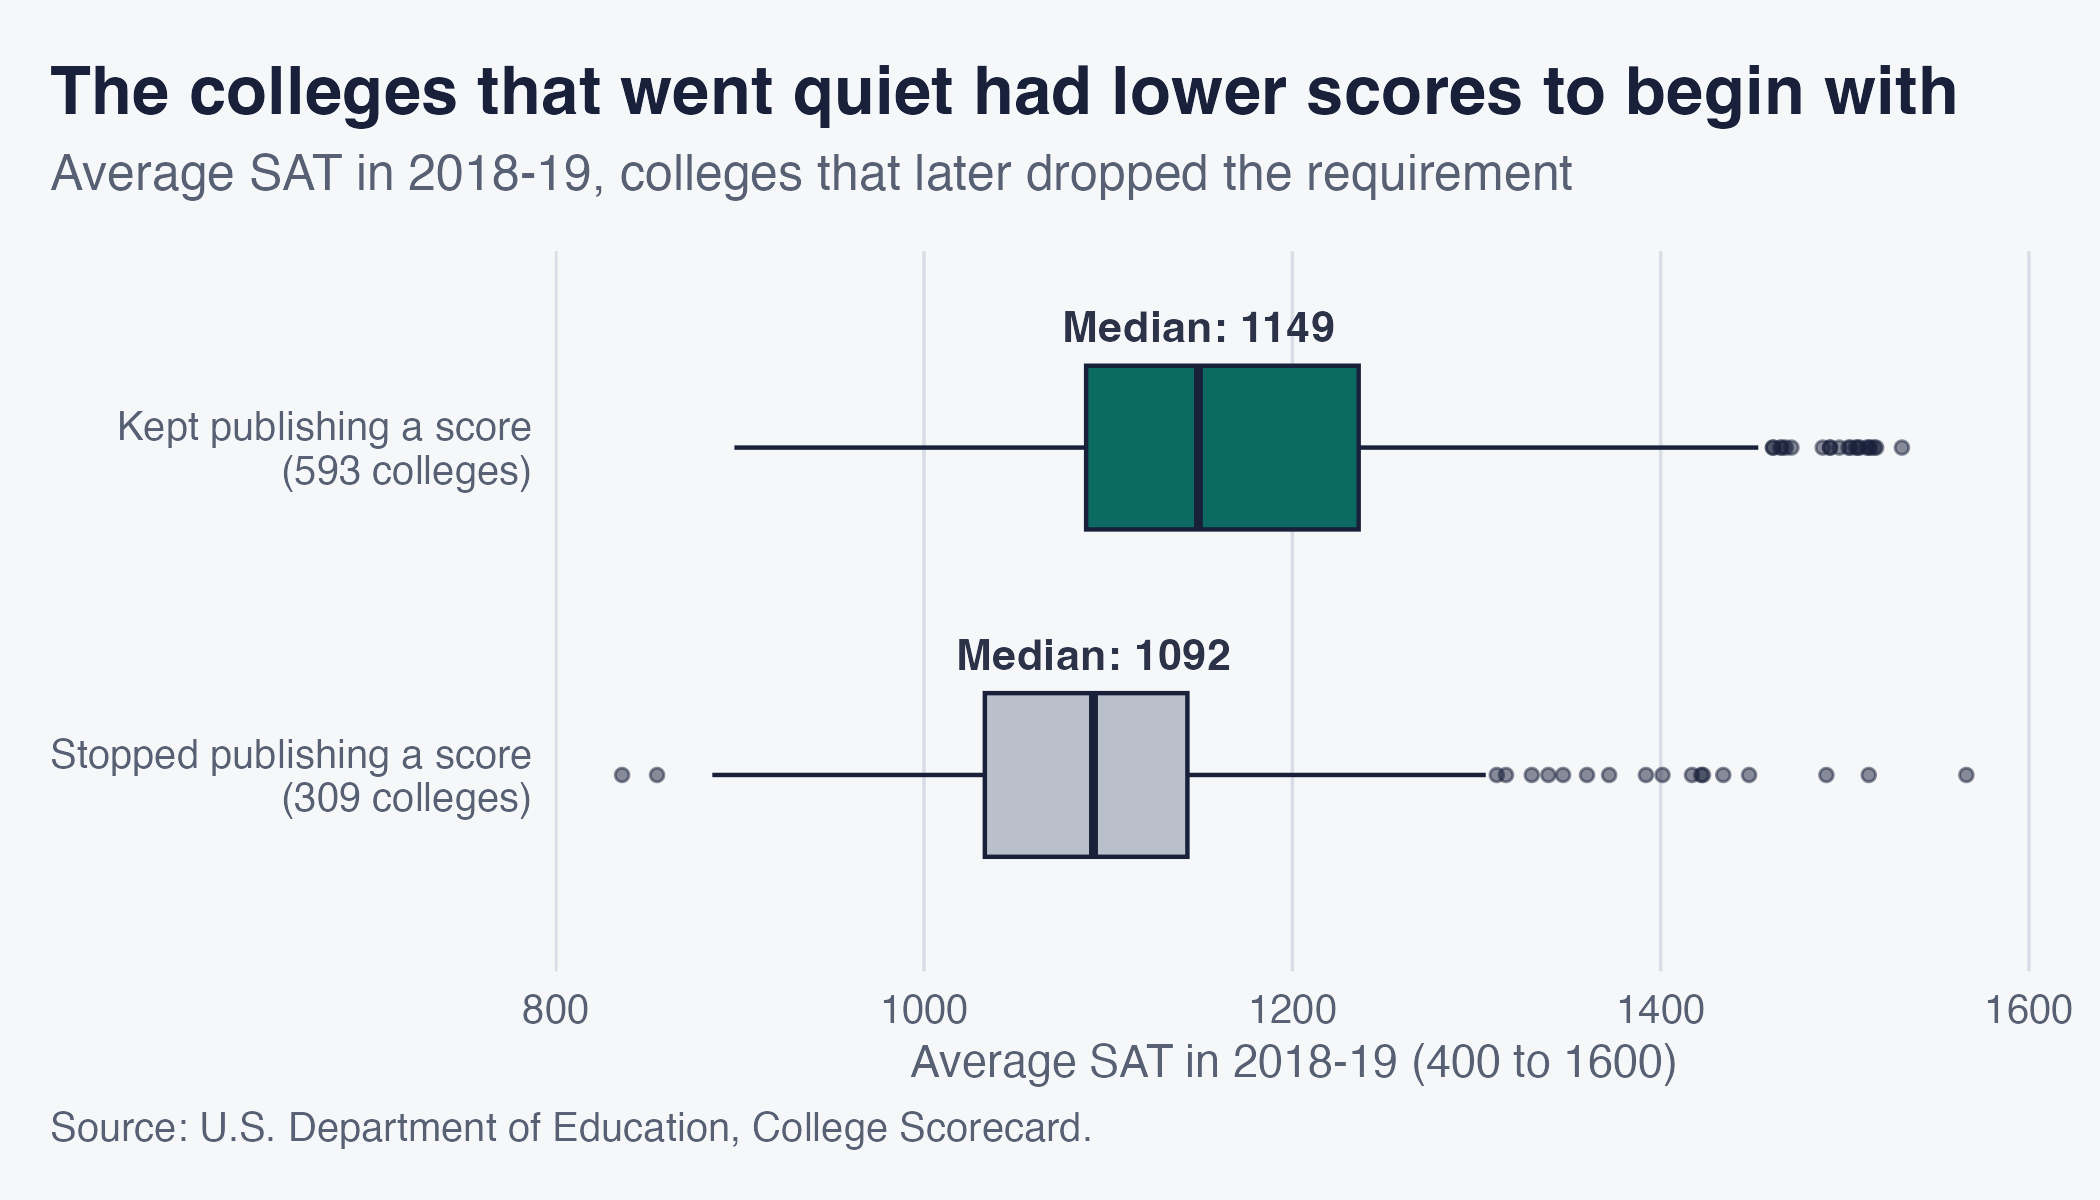 The colleges that went quiet had lower scores to begin with
Average SAT in 2018-19, colleges that later dropped the requirement
Median: 1149
Kept publishing a score
(593 colleges)
Median: 1092
Stopped publishing a score
(309 colleges)
800 1000 1200 1400 1600
Average SAT in 2018-19 (400 to 1600)
Source: U.S. Department of Education, College Scorecard.